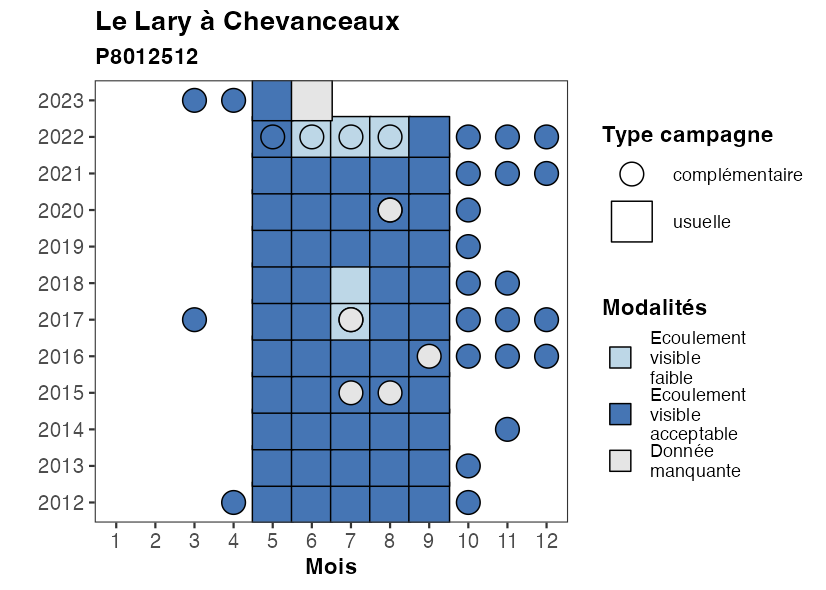 Le Lary à Chevanceaux
P8012512
2023
2022
2021
2020
2019
2018
2017
2016
2015
2014
2013
2012
1 2 3 4 5 6 7 8 9 10 11 12
Mois
Type campagne
complémentaire
usuelle
Modalités
Ecoulement
visible
faible
Ecoulement
visible
acceptable
Donnée
manquante